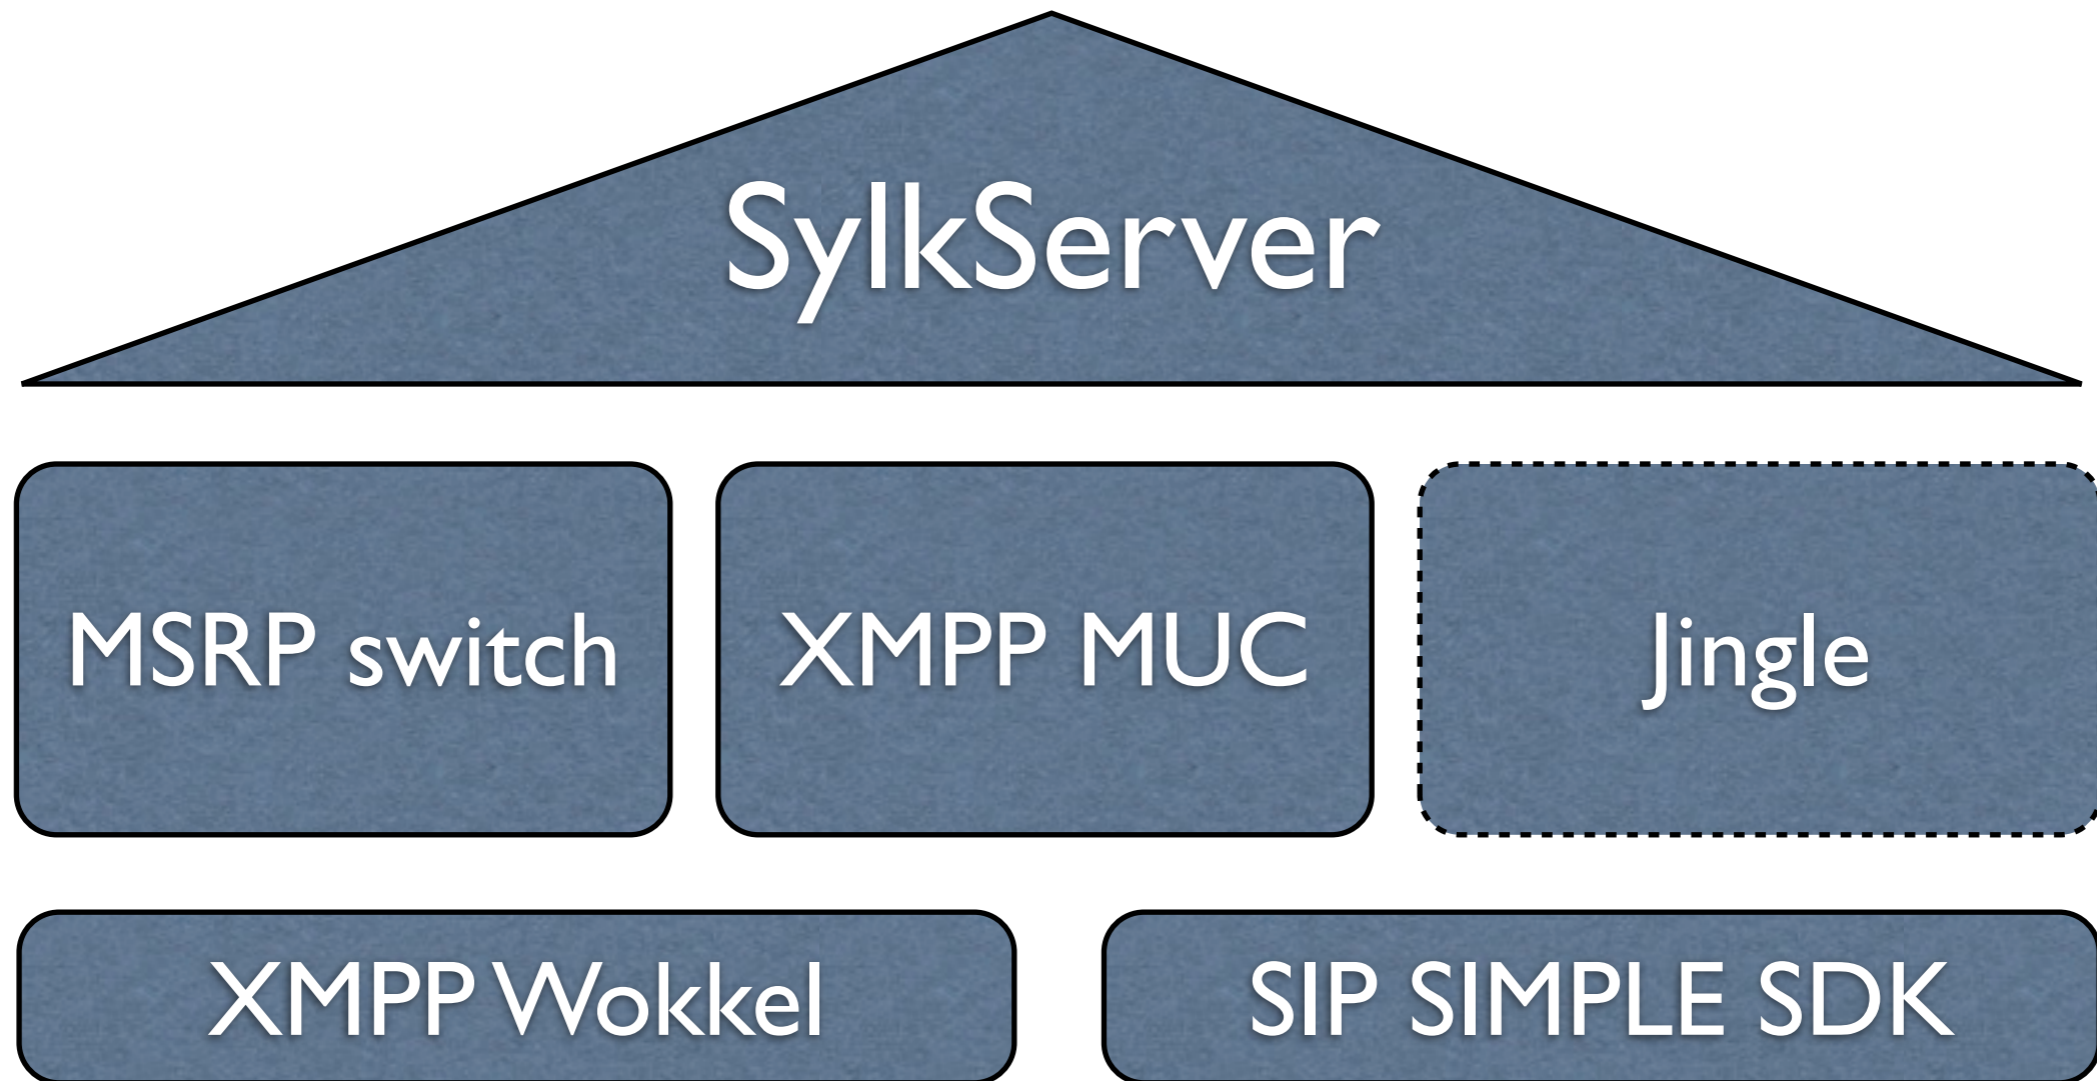 SylkServer
MSRP switch
XMPP MUC
Jingle
XMPP Wokkel
SIP SIMPLE SDK